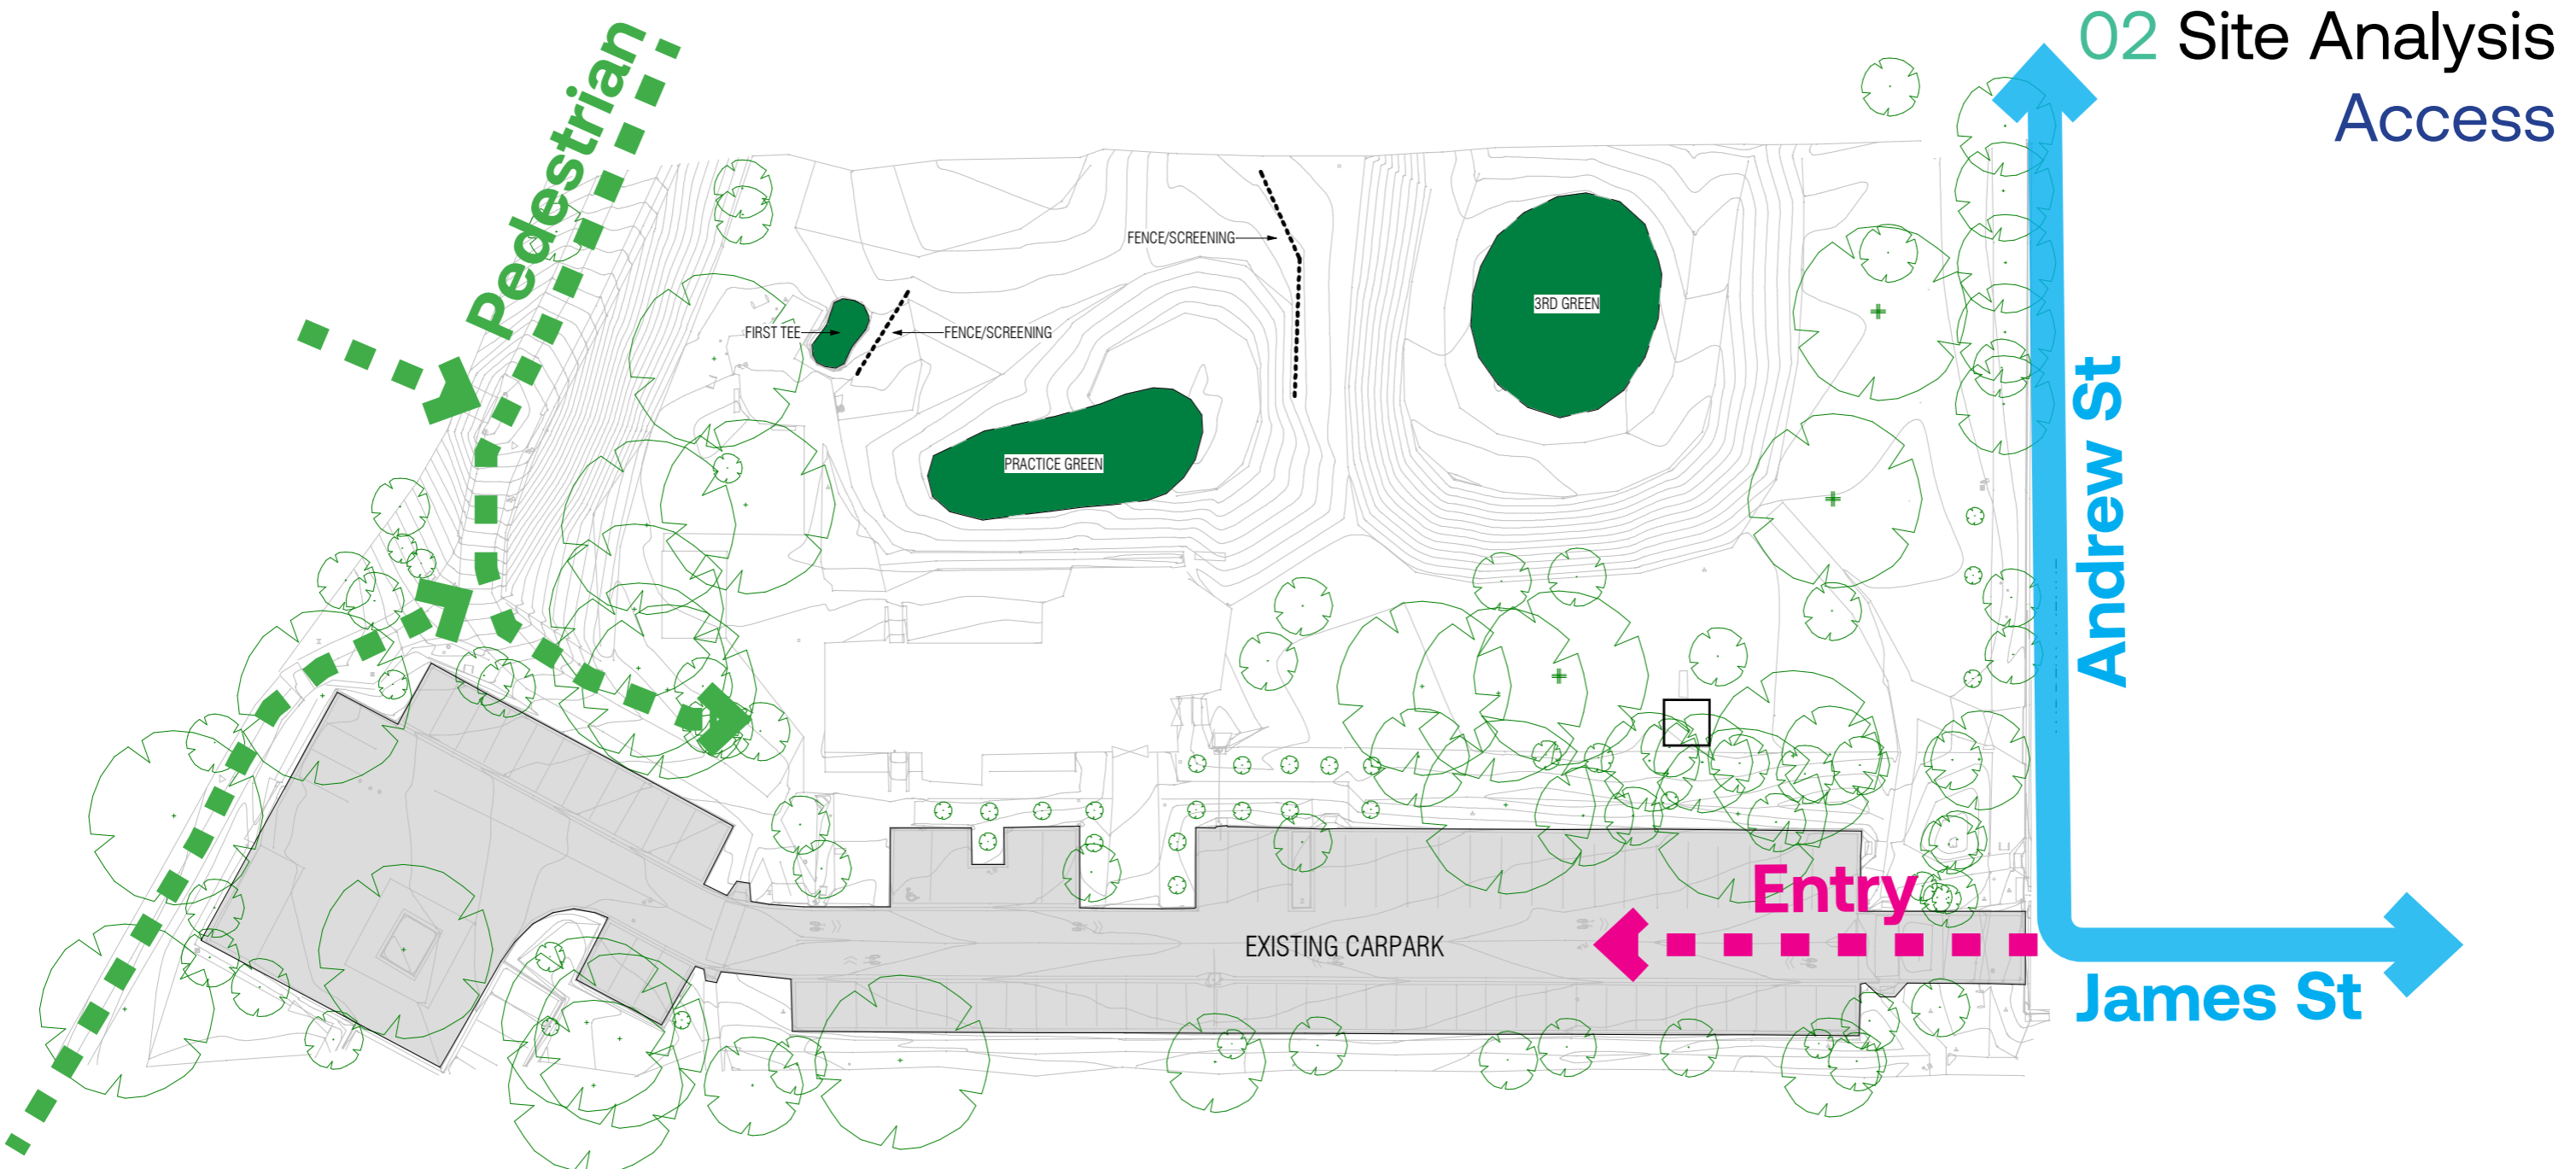 02 Site Analysis
Access
Pedestrian
FENCE/SCREENING
FIRST TEE
FENCE/SCREENING
3RD GREEN
PRACTICE GREEN
Andrew St
Entry
EXISTING CARPARK
James St